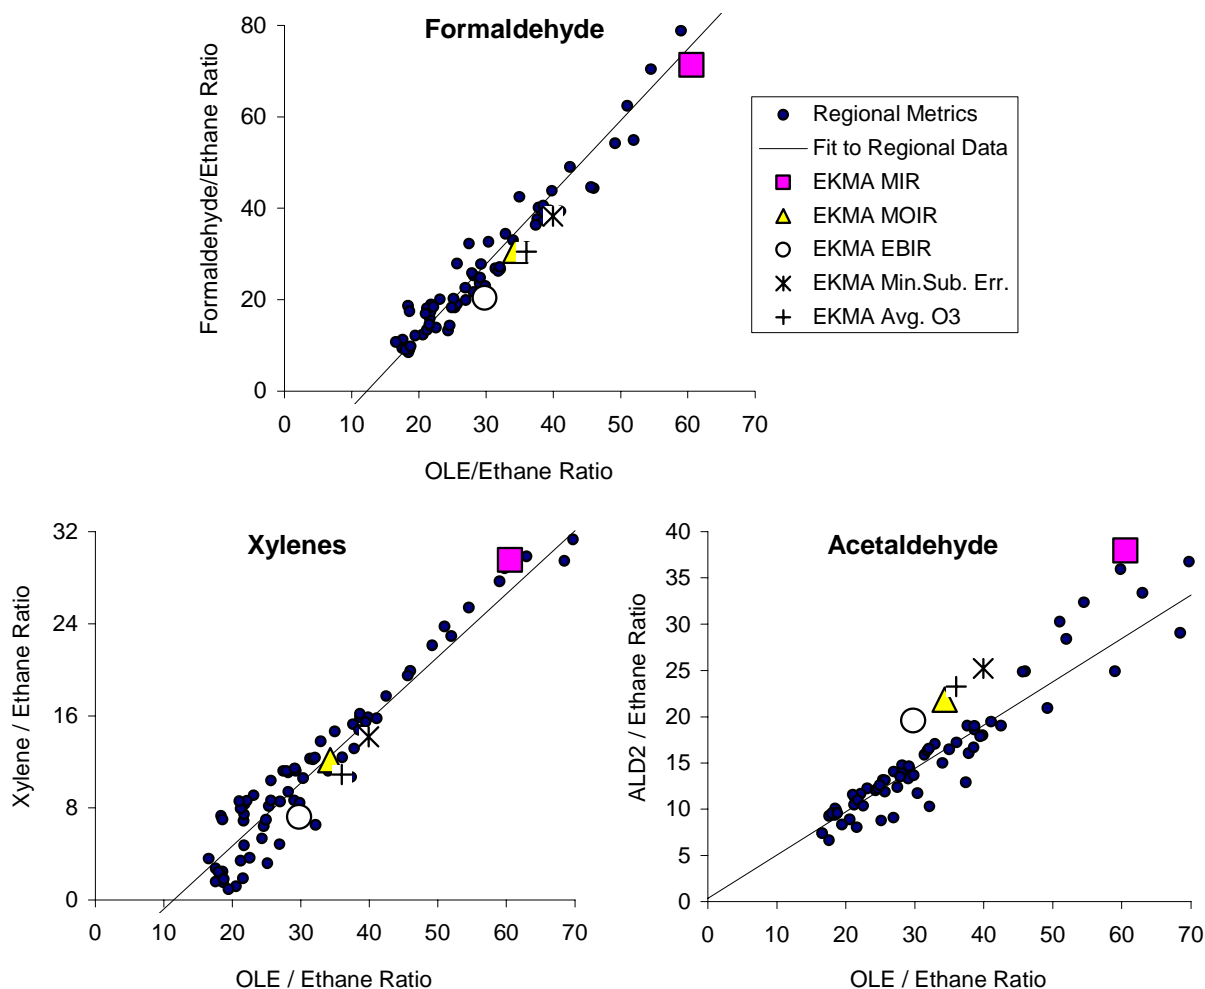 Formaldehyde
Formaldehyde/Ethane Ratio
80
60
40
20
0
0 10 20 30 40 50 60 70
OLE/Ethane Ratio
Regional Metrics
Fit to Regional Data
EKMA MIR
EKMA MOIR
EKMA EBIR
EKMA Min.Sub. Err.
EKMA Avg. O3
Xylenes
Xylene / Ethane Ratio
32
24
16
8
0
0 10 20 30 40 50 60 70
OLE / Ethane Ratio
Acetaldehyde
ALD2 / Ethane Ratio
40
35
30
25
20
15
10
5
0
0 10 20 30 40 50 60 70
OLE / Ethane Ratio